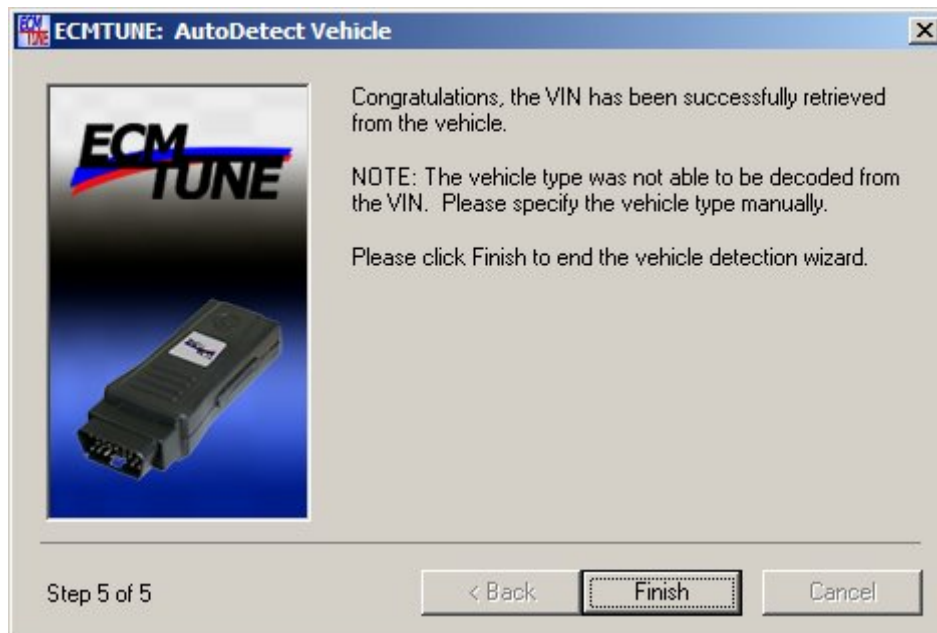 ECMTUNE: AutoDetect Vehicle
ECM
TUNE
Congratulations, the VIN has been successfully retrieved
from the vehicle.
NOTE: The vehicle type was not able to be decoded from
the VIN. Please specify the vehicle type manually.
Please click Finish to end the vehicle detection wizard.
Step 5 of 5
< Back
Finish
Cancel